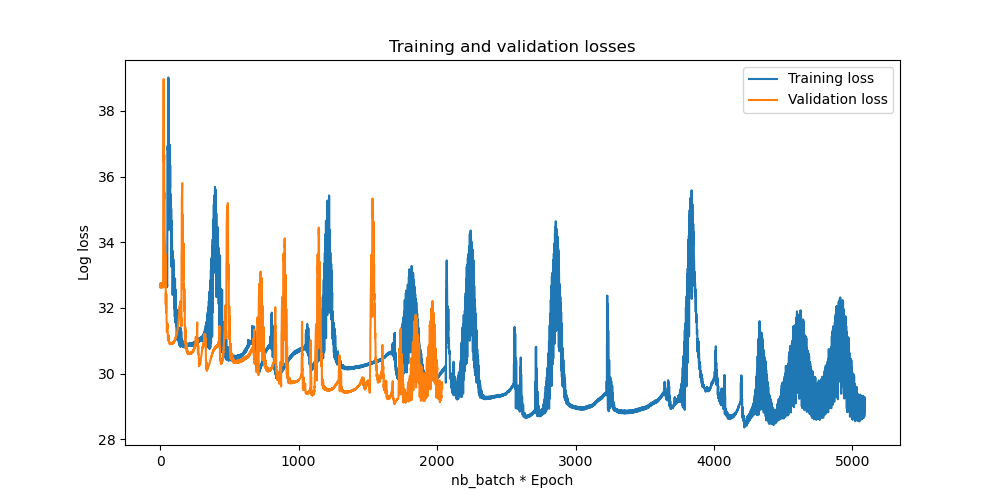 Training and validation losses
Training loss
Validation loss
Log loss
38
36
34
32
30
28
0
1000
2000
3000
4000
5000
nb_batch * Epoch